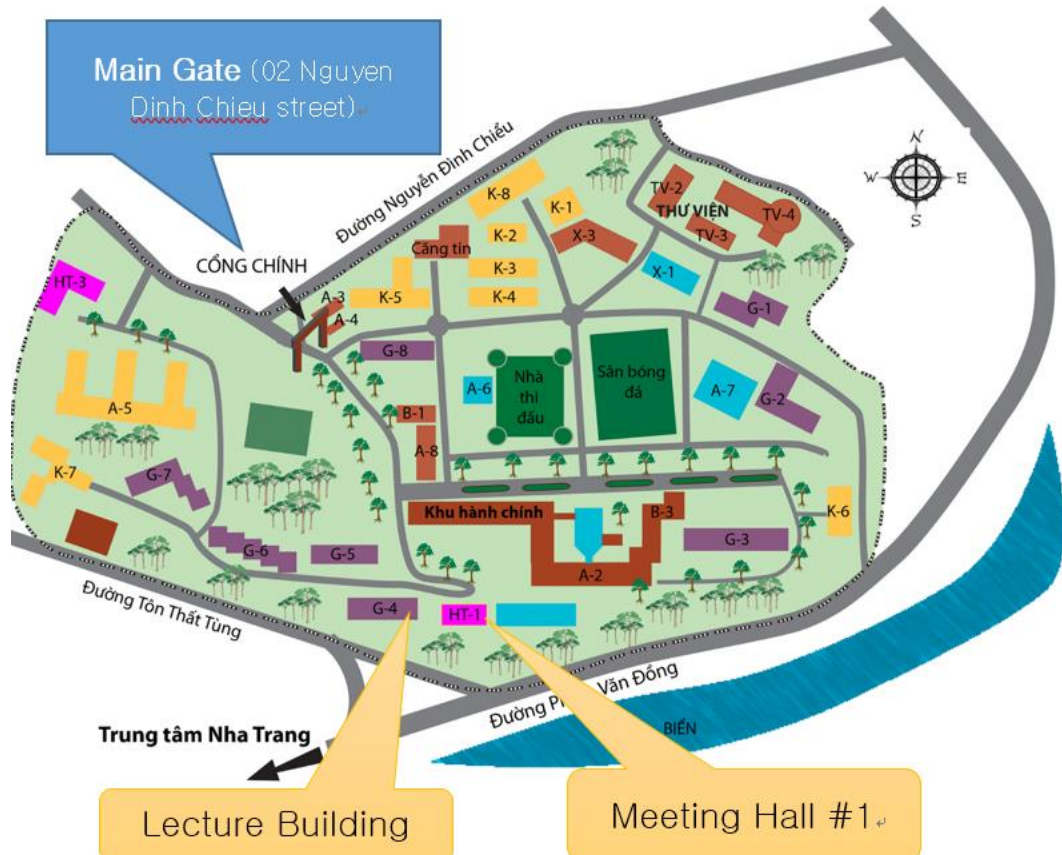 Main Gate (02 Nguyen
Dinh Chieu street)
Đường Nguyễn Đình Chiểu
N
W
E
S
K-8
K-1
TV-2
THƯ VIỆN
TV-4
TV-3
K-2
X-3
Căng tin
CỔNG CHÍNH
HT-3
K-3
X-1
A-3
K-5
K-4
G-1
A-4
G-8
A-6
Nhà
thi
đấu
Sân bóng
đá
A-7
G-2
A-5
B-1
A-8
K-7
G-7
Khu hành chính
B-3
K-6
G-6
G-5
G-3
A-2
Đường Tôn Thất Tùng
G-4
HT-1
Đường P
Văn Đồng
BIỂN
Trung tâm Nha Trang
Lecture Building
Meeting Hall #1